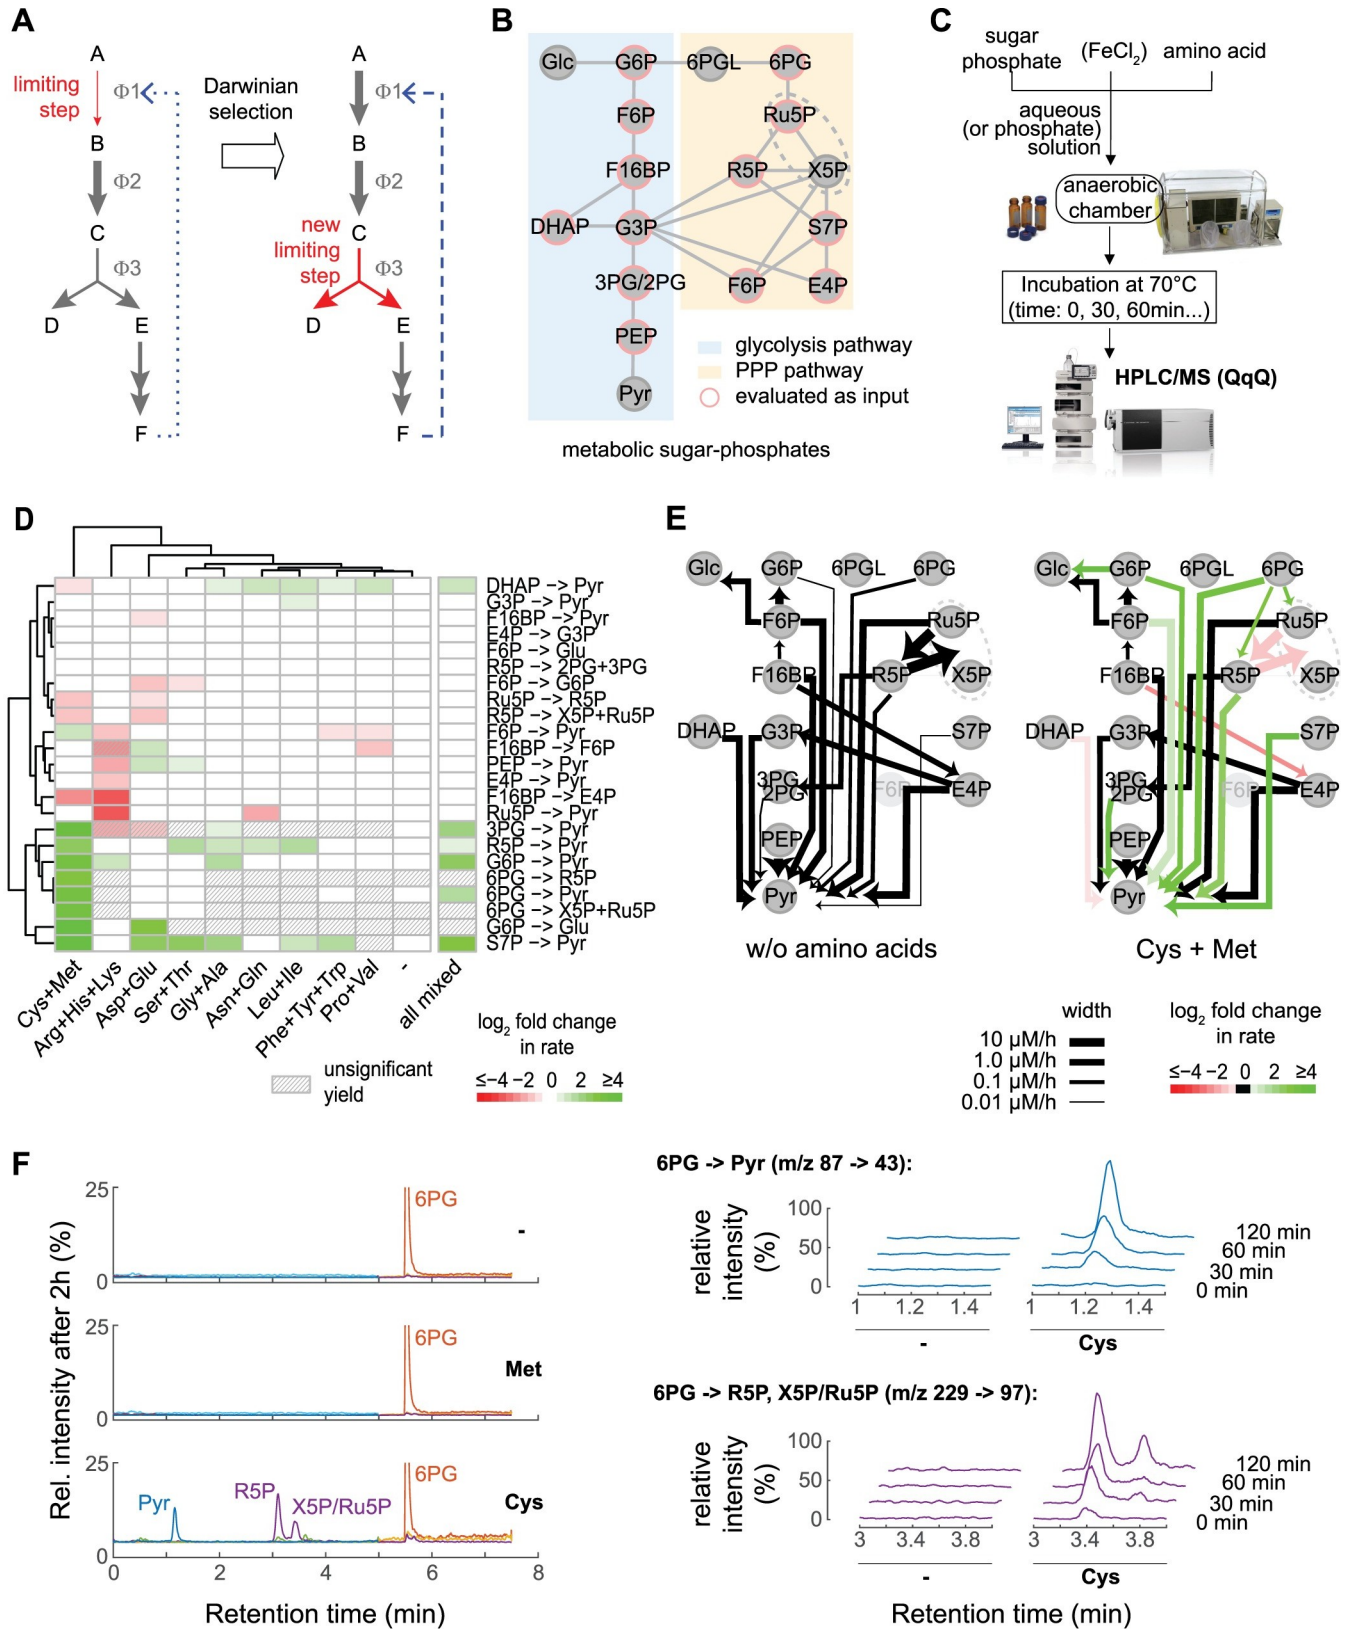 A
A
limiting
step
Φ1
B
Φ2
C
Φ3
D
E
F
Darwinian
selection
A
Φ1
B
Φ2
new
limiting
step
C
Φ3
D
E
F
B
Glc
G6P
6PGL
6PG
F6P
Ru5P
F16BP
R5P
X5P
DHAP
G3P
S7P
3PG/2PG
F6P
E4P
PEP
Pyr
glycolysis pathway
PPP pathway
evaluated as input
metabolic sugar-phosphates
C
sugar
phosphate
(FeCl2)
amino acid
aqueous
(or phosphate)
solution
anaerobic
chamber
Incubation at 70°C
(time: 0, 30, 60min...)
HPLC/MS (QqQ)
D
DHAP −> Pyr
G3P −> Pyr
F16BP −> Pyr
E4P −> G3P
F6P −> Glu
R5P −> 2PG+3PG
F6P −> G6P
Ru5P −> R5P
R5P −> X5P+Ru5P
F6P −> Pyr
F16BP −> F6P
PEP −> Pyr
E4P −> Pyr
F16BP −> E4P
Ru5P −> Pyr
3PG −> Pyr
R5P −> Pyr
G6P −> Pyr
6PG −> R5P
6PG −> Pyr
6PG −> X5P+Ru5P
G6P −> Glu
S7P −> Pyr
Cys+Met
Arg+His+Lys
Asp+Glu
Ser+Thr
Gly+Ala
Asn+Gln
Leu+Ile
Phe+Tyr+Trp
Pro+Val
-
all mixed
unsignificant
yield
log2 fold change
in rate
≤−4 −2 0 2 ≥4
E
Glc
G6P
6PGL
6PG
F6P
Ru5P
F16BP
R5P
X5P
DHAP
G3P
S7P
3PG
2PG
F6P
E4P
PEP
Pyr
w/o amino acids
Glc
G6P
6PGL
6PG
F6P
Ru5P
F16BP
R5P
X5P
DHAP
G3P
S7P
3PG
2PG
F6P
E4P
PEP
Pyr
Cys + Met
width
10 µM/h
1.0 µM/h
0.1 µM/h
0.01 µM/h
log2 fold change
in rate
≤−4 −2 0 2 ≥4
F
Rel. intensity after 2h (%)
25
0
6PG
-
25
0
6PG
Met
25
0
Pyr
R5P
X5P/Ru5P
6PG
Cys
0 2 4 6 8
Retention time (min)
6PG -> Pyr (m/z 87 -> 43):
relative
intensity
(%)
100
50
0
120 min
60 min
30 min
0 min
1 1.2 1.4
1 1.2 1.4
-
Cys
6PG -> R5P, X5P/Ru5P (m/z 229 -> 97):
relative
intensity
(%)
100
50
0
120 min
60 min
30 min
0 min
3 3.4 3.8
3 3.4 3.8
-
Cys
Retention time (min)